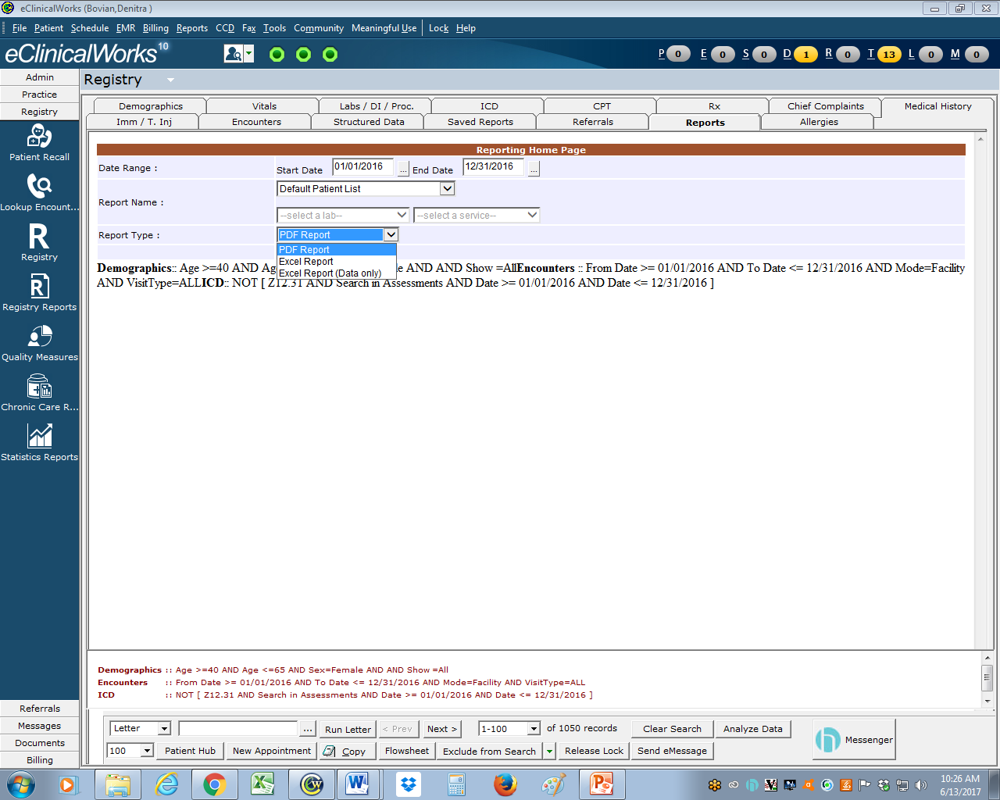 eClinicalWorks (Bovian,Denitra )
File Patient Schedule EMR Billing Reports CCD Fax Tools Community Meaningful Use Lock Help
eClinicalWorks 10
P 0 E 0 S 0 D 1 R 0 T 13 L 0 M 0
Admin
Practice
Registry
Patient Recall
Lookup Encount...
Registry
Registry Reports
Quality Measures
Chronic Care R...
Statistics Reports
Referrals
Messages
Documents
Billing
Registry
Demographics Vitals Labs / DI / Proc. ICD CPT Rx Chief Complaints Medical History
Imm / T. Inj Encounters Structured Data Saved Reports Referrals Reports Allergies
Reporting Home Page
Date Range : Start Date 01/01/2016 ... End Date 12/31/2016 ...
Default Patient List
Report Name :
--select a lab-- --select a service--
Report Type : PDF Report
PDF Report
Excel Report
Excel Report (Data only)
Demographics:: Age >=40 AND Ag e AND AND Show =AllEncounters :: From Date >= 01/01/2016 AND To Date <= 12/31/2016 AND Mode=Facility
AND VisitType=ALLICD:: NOT [ Z12.31 AND Search in Assessments AND Date >= 01/01/2016 AND Date <= 12/31/2016 ]
Demographics :: Age >=40 AND Age <=65 AND Sex=Female AND AND Show =All
Encounters :: From Date >= 01/01/2016 AND To Date <= 12/31/2016 AND Mode=Facility AND VisitType=ALL
ICD :: NOT [ Z12.31 AND Search in Assessments AND Date >= 01/01/2016 AND Date <= 12/31/2016 ]
Letter ... Run Letter < Prev Next > 1-100 of 1050 records Clear Search Analyze Data
100 Patient Hub New Appointment Copy Flowsheet Exclude from Search Release Lock Send eMessage
Messenger
10:26 AM
6/13/2017